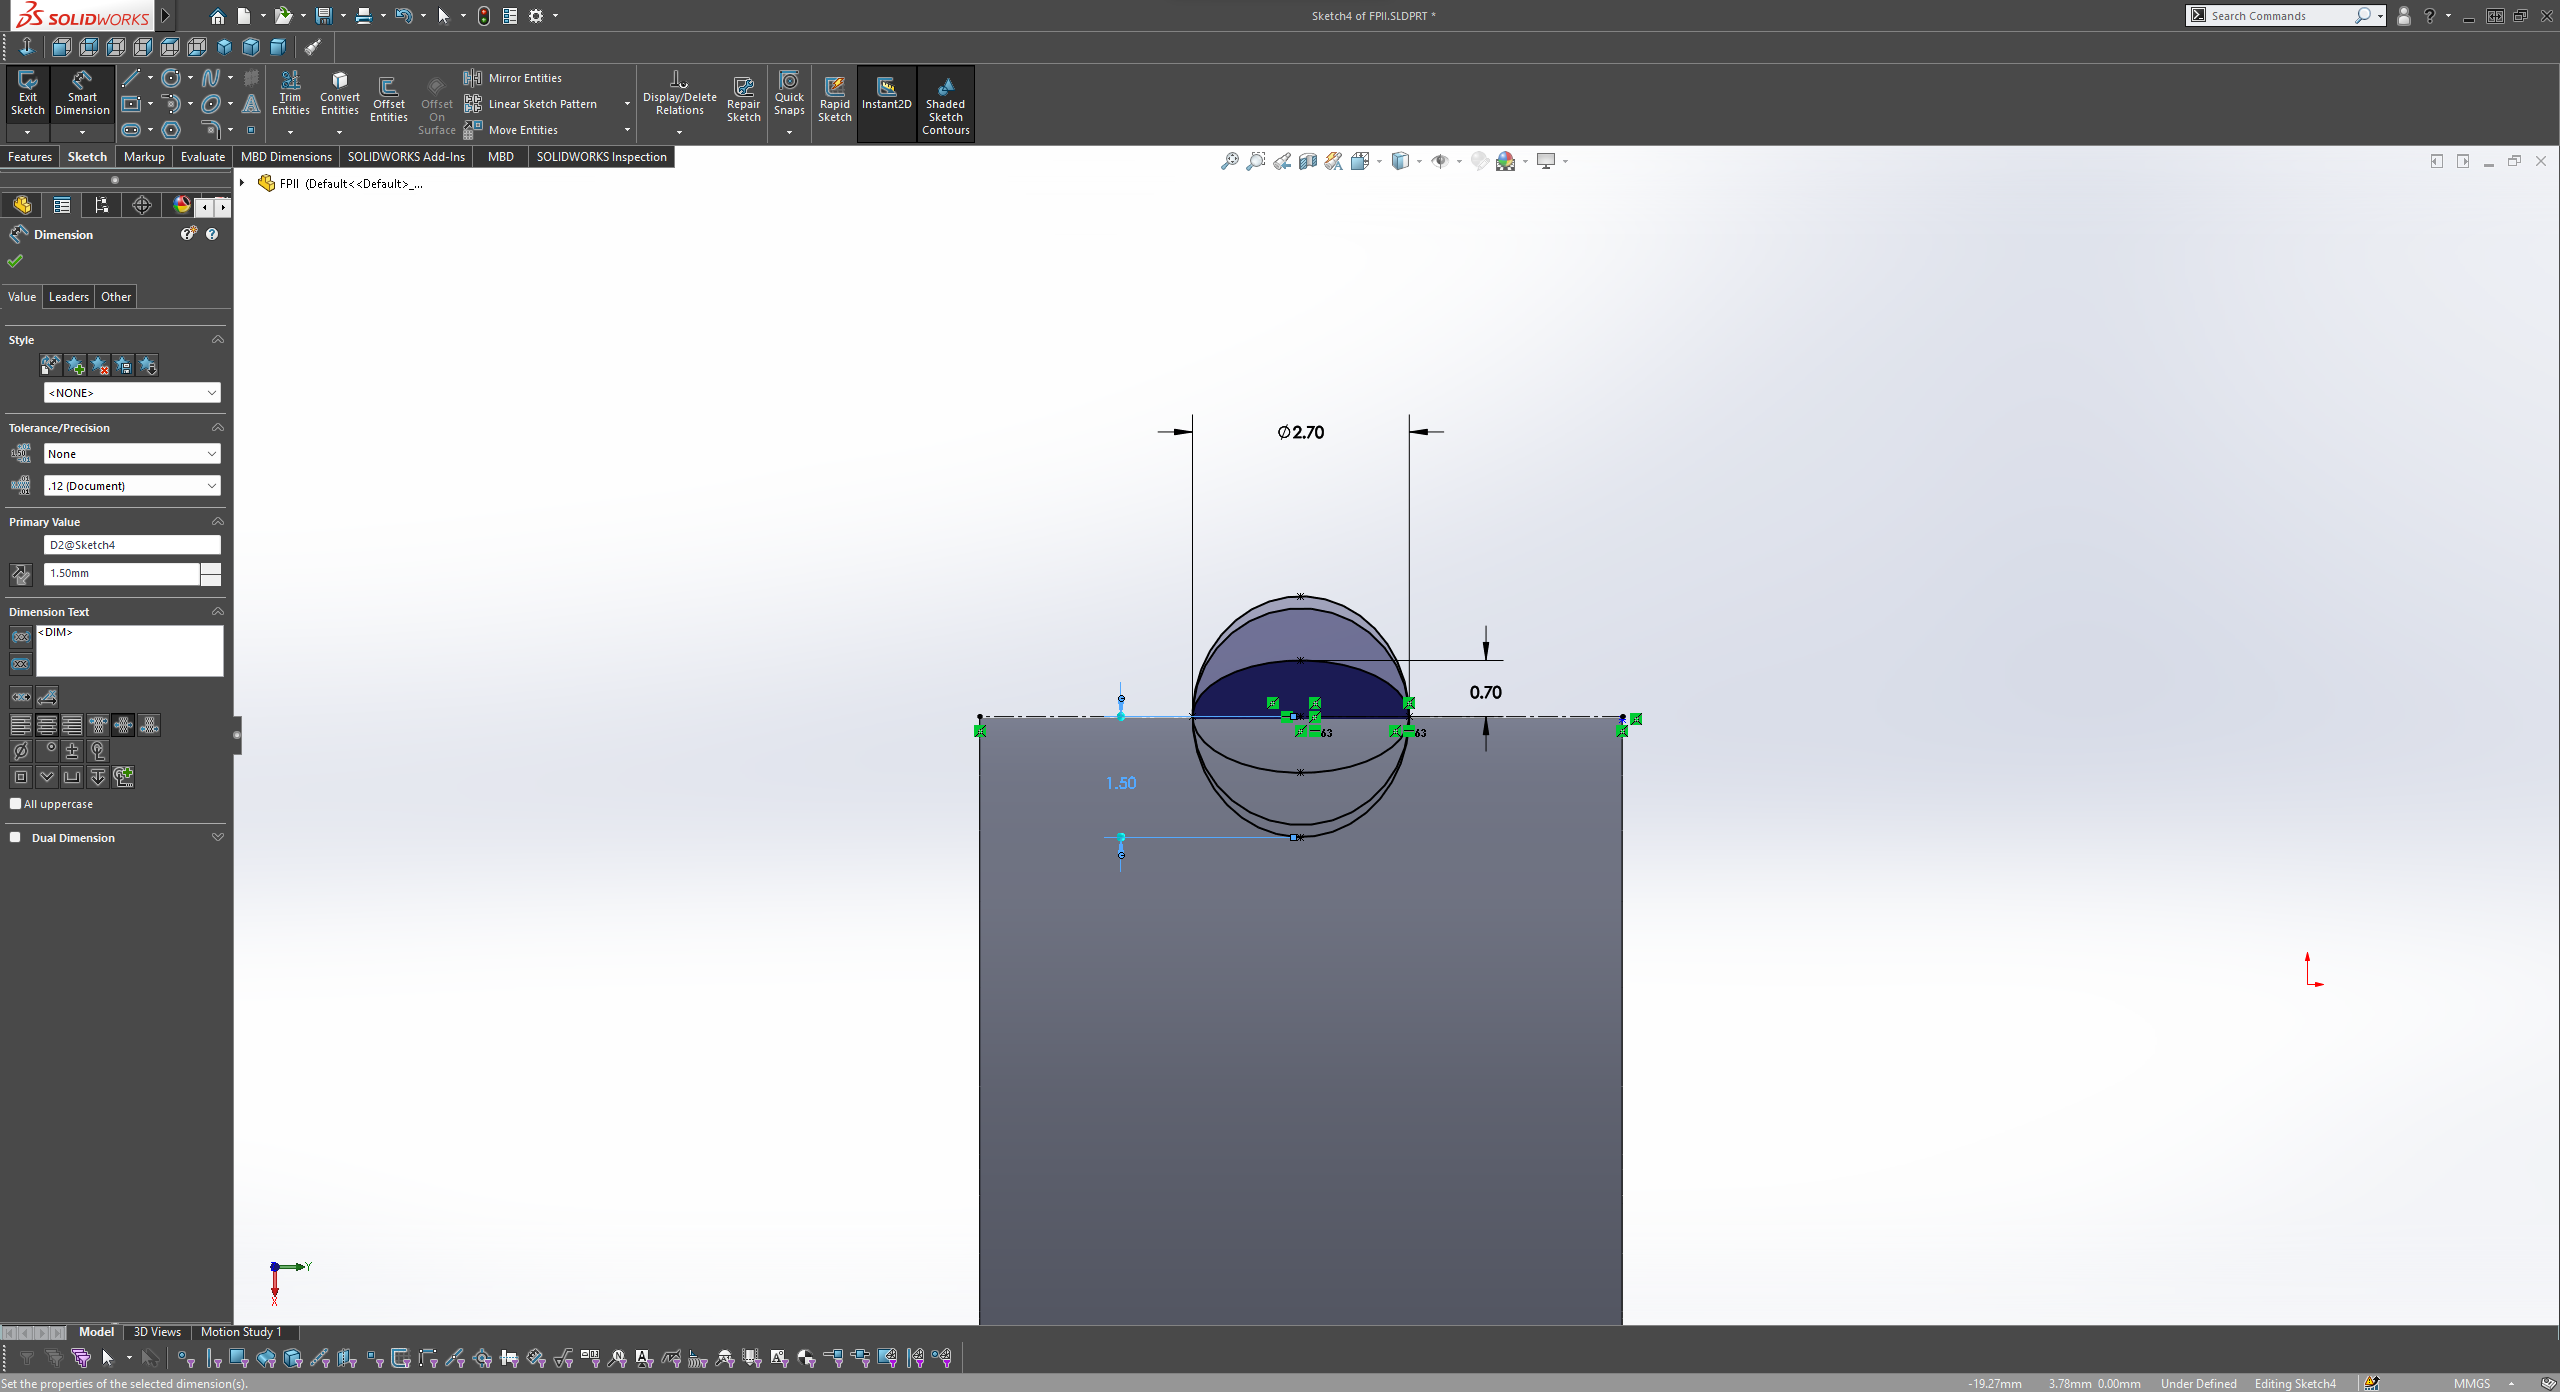 SOLIDWORKS
Sketch4 of FPII.SLDPRT *
Search Commands
Exit Sketch
Smart Dimension
Trim Entities
Convert Entities
Offset Entities
Offset On Surface
Mirror Entities
Linear Sketch Pattern
Move Entities
Display/Delete Relations
Repair Sketch
Quick Snaps
Rapid Sketch
Instant2D
Shaded Sketch Contours
Features
Sketch
Markup
Evaluate
MBD Dimensions
SOLIDWORKS Add-Ins
MBD
SOLIDWORKS Inspection
FPII (Default<<Default>_...
Dimension
Value
Leaders
Other
Style
<NONE>
Tolerance/Precision
None
.12 (Document)
Primary Value
D2@Sketch4
1.50mm
Dimension Text
<DIM>
All uppercase
Dual Dimension
∅2.70
0.70
63
63
1.50
Y
X
Model
3D Views
Motion Study 1
Set the properties of the selected dimension(s).
-19.27mm
3.78mm
0.00mm
Under Defined
Editing Sketch4
MMGS